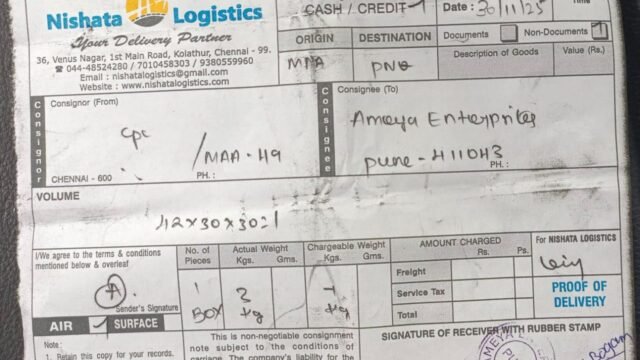 Nishata Logistics
Your Delivery Partner
36, Venus Nagar, 1st Main Road, Kolathur, Chennai - 99.
☎ 044-48524280 / 7010458303 / 9380559960
Email : nishatalogistics@gmail.com
Website : www.nishatalogistics.com
CASH / CREDIT
Date : 30/11/25
Time
ORIGIN
DESTINATION
Documents
Non-Documents
MAA
PNQ
Description of Goods
Value (Rs.)
Consignor
Consignor (From)
CPC
/MAA-49
CHENNAI - 600
PH. :
Consignee
Consignee (To)
Ameya Enterprites
pune - 411043
PH. :
VOLUME
42x30x30=1
I/We agree to the terms & conditions
mentioned below & overleaf
Sender's Signature
AIR
SURFACE
No. of
Pieces
1
BOX
Actual Weight
Kgs. Gms.
2
kg
Chargeable Weight
Kgs. Gms.
7
kg
AMOUNT CHARGED
Rs. Ps.
Freight
Service Tax
Total
For NISHATA LOGISTICS
PROOF OF
DELIVERY
Note :
1. Retain this copy for your records.
This is non-negotiable consignment
note subject to the conditions of
carriage. The company's liability for the
SIGNATURE OF RECEIVER WITH RUBBER STAMP